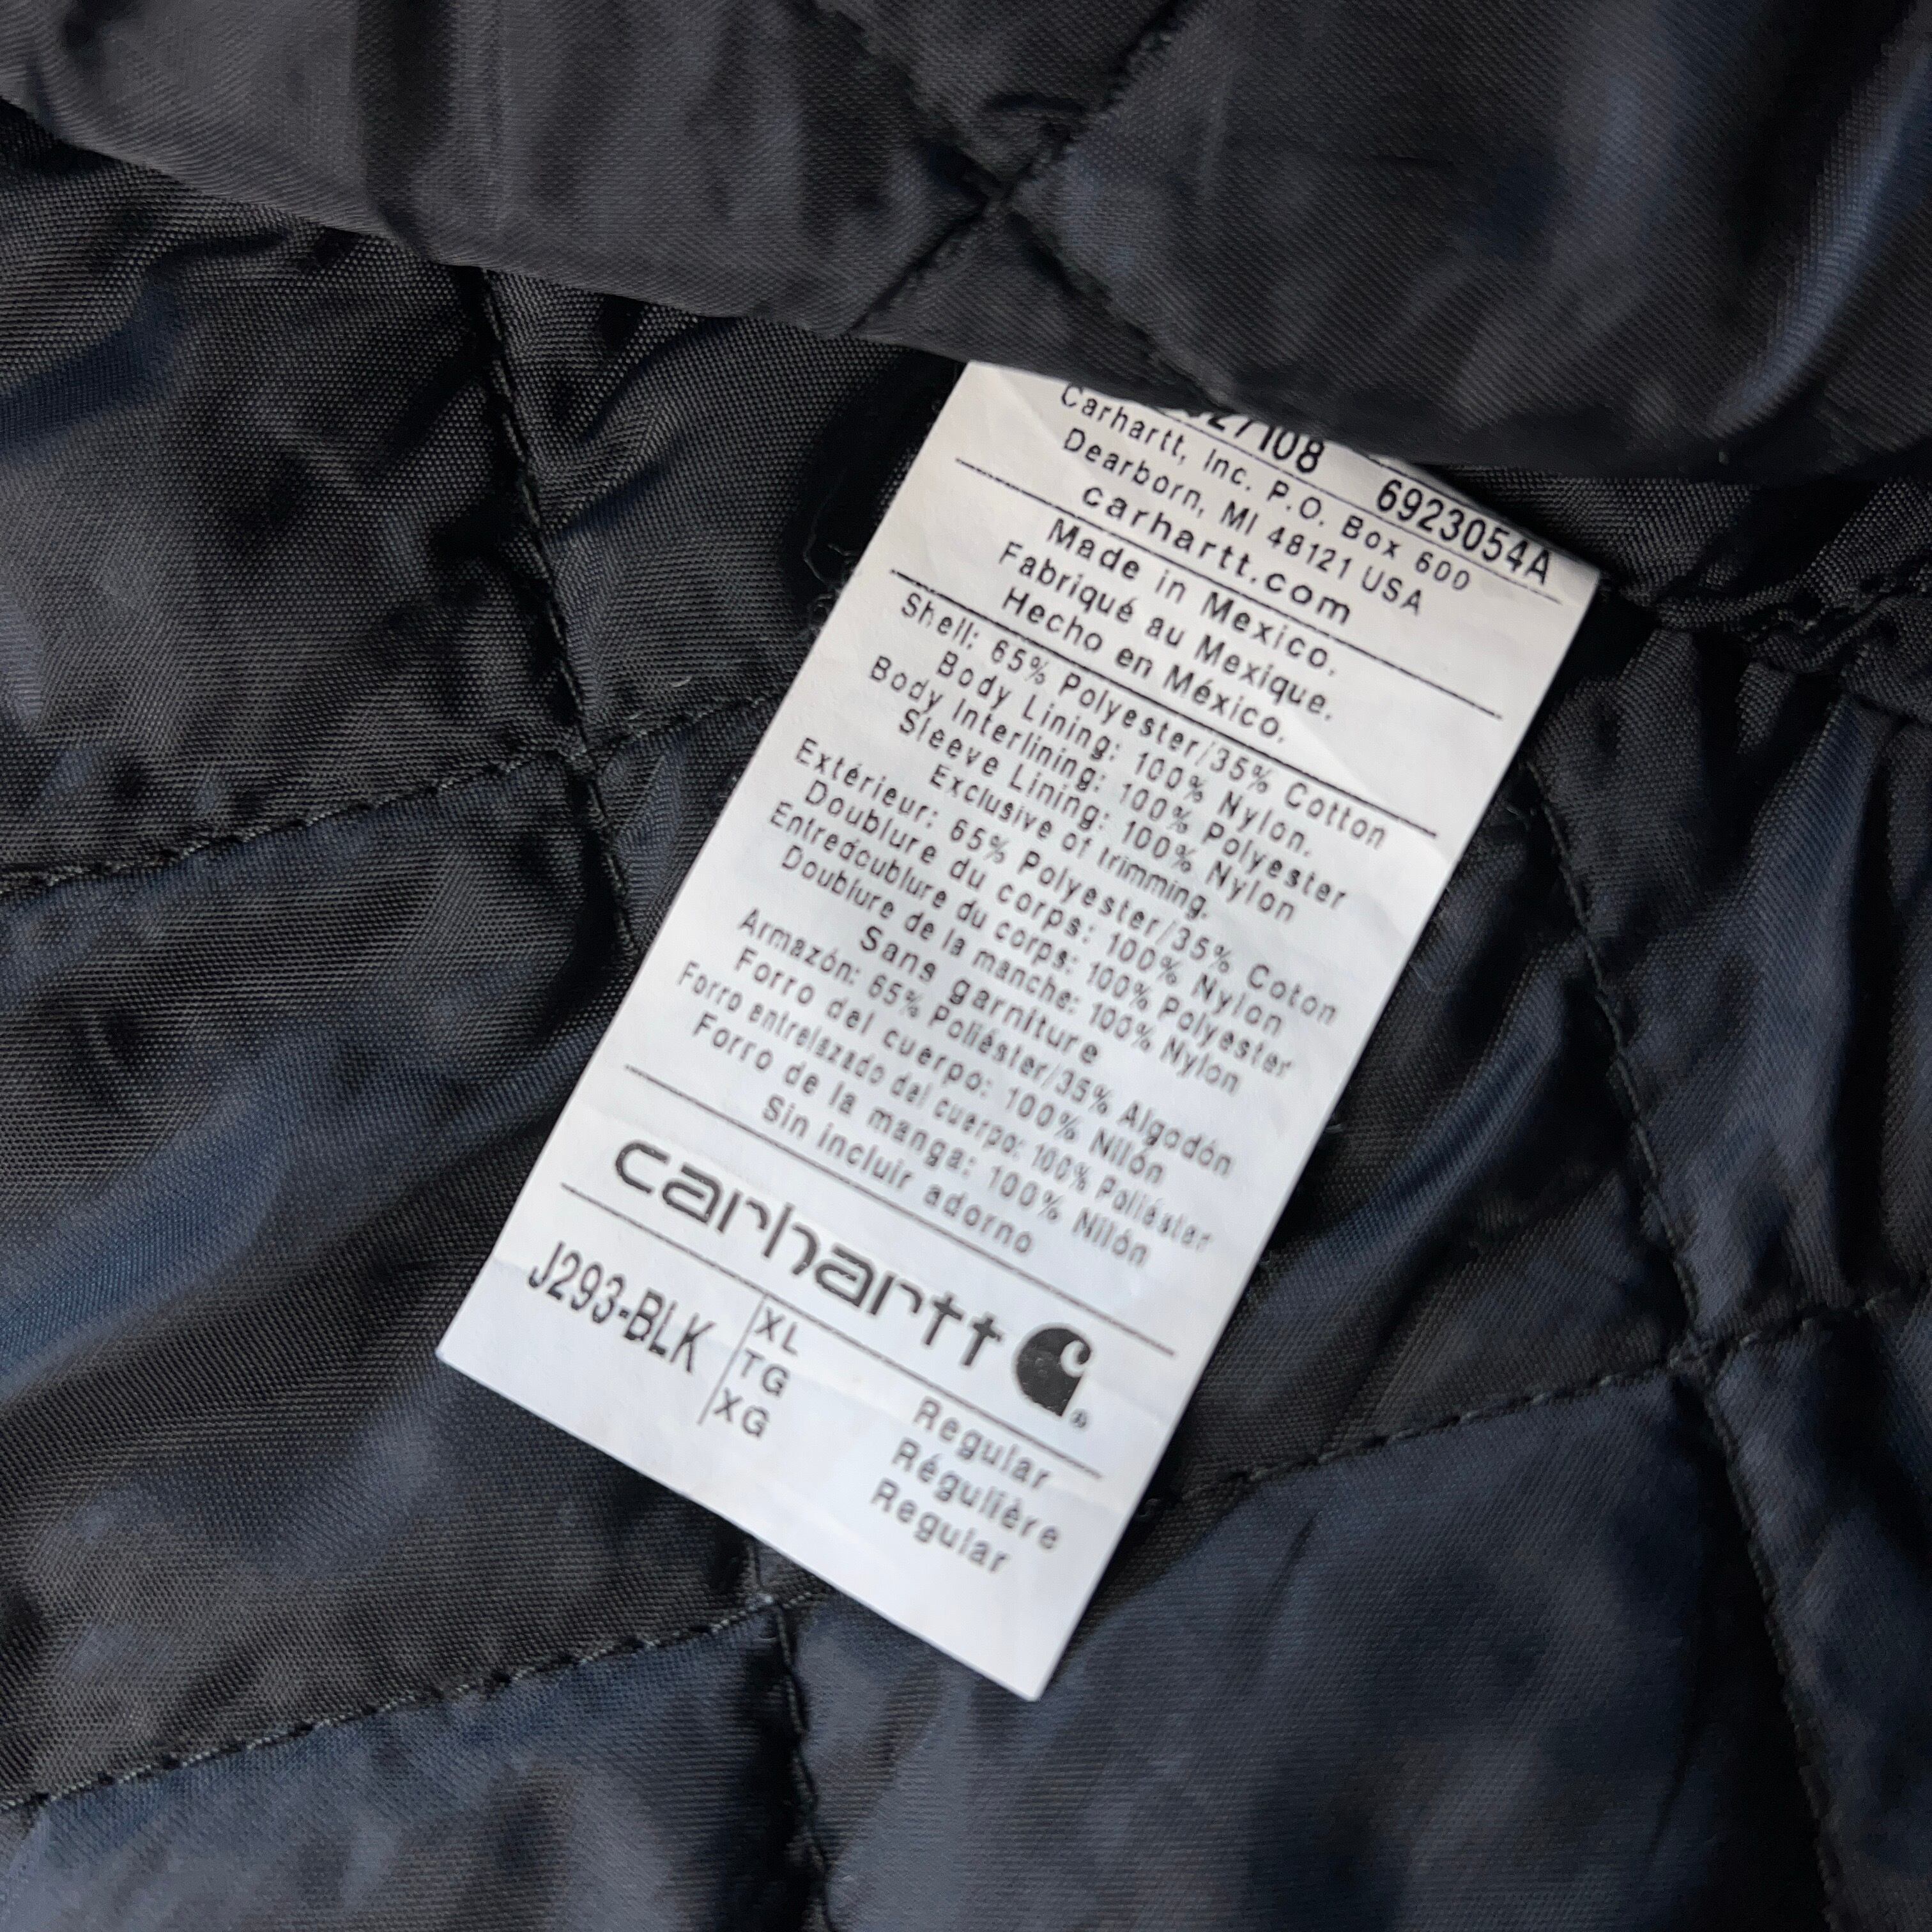 27108 6923054A
Carhartt, Inc. P.O. Box 600
Dearborn, MI 48121 USA
carhartt.com
Made in Mexico.
Fabriqué au Mexique.
Hecho en México.
Shell: 65% Polyester/35% Cotton
Body Lining: 100% Nylon.
Body Interlining: 100% Polyester
Sleeve Lining: 100% Nylon
Exclusive of trimming.
Extérieur: 65% Polyester/35% Coton
Doublure du corps: 100% Nylon
Entredoublure du corps: 100% Polyester
Doublure de la manche: 100% Nylon
Sans garniture
Armazón: 65% Poliéster/35% Algodón
Forro del cuerpo: 100% Nilón
Forro entrelazado del cuerpo: 100% Poliéster
Forro de la manga: 100% Nilón
Sin incluir adorno
carhartt ®
J293-BLK XL Regular
TG Régulière
XG Regular